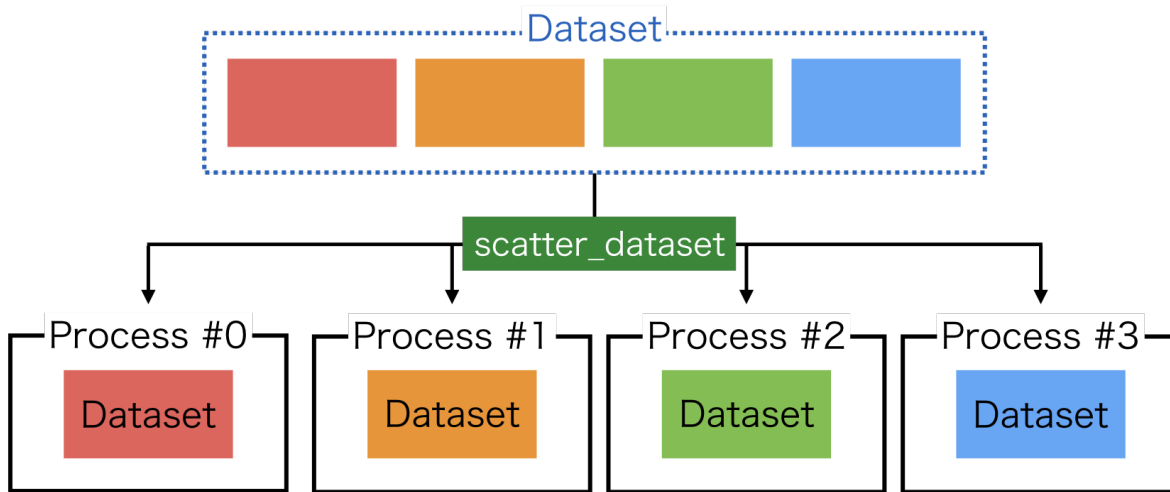 Dataset
scatter_dataset
Process #0
Process #1
Process #2
Process #3
Dataset
Dataset
Dataset
Dataset